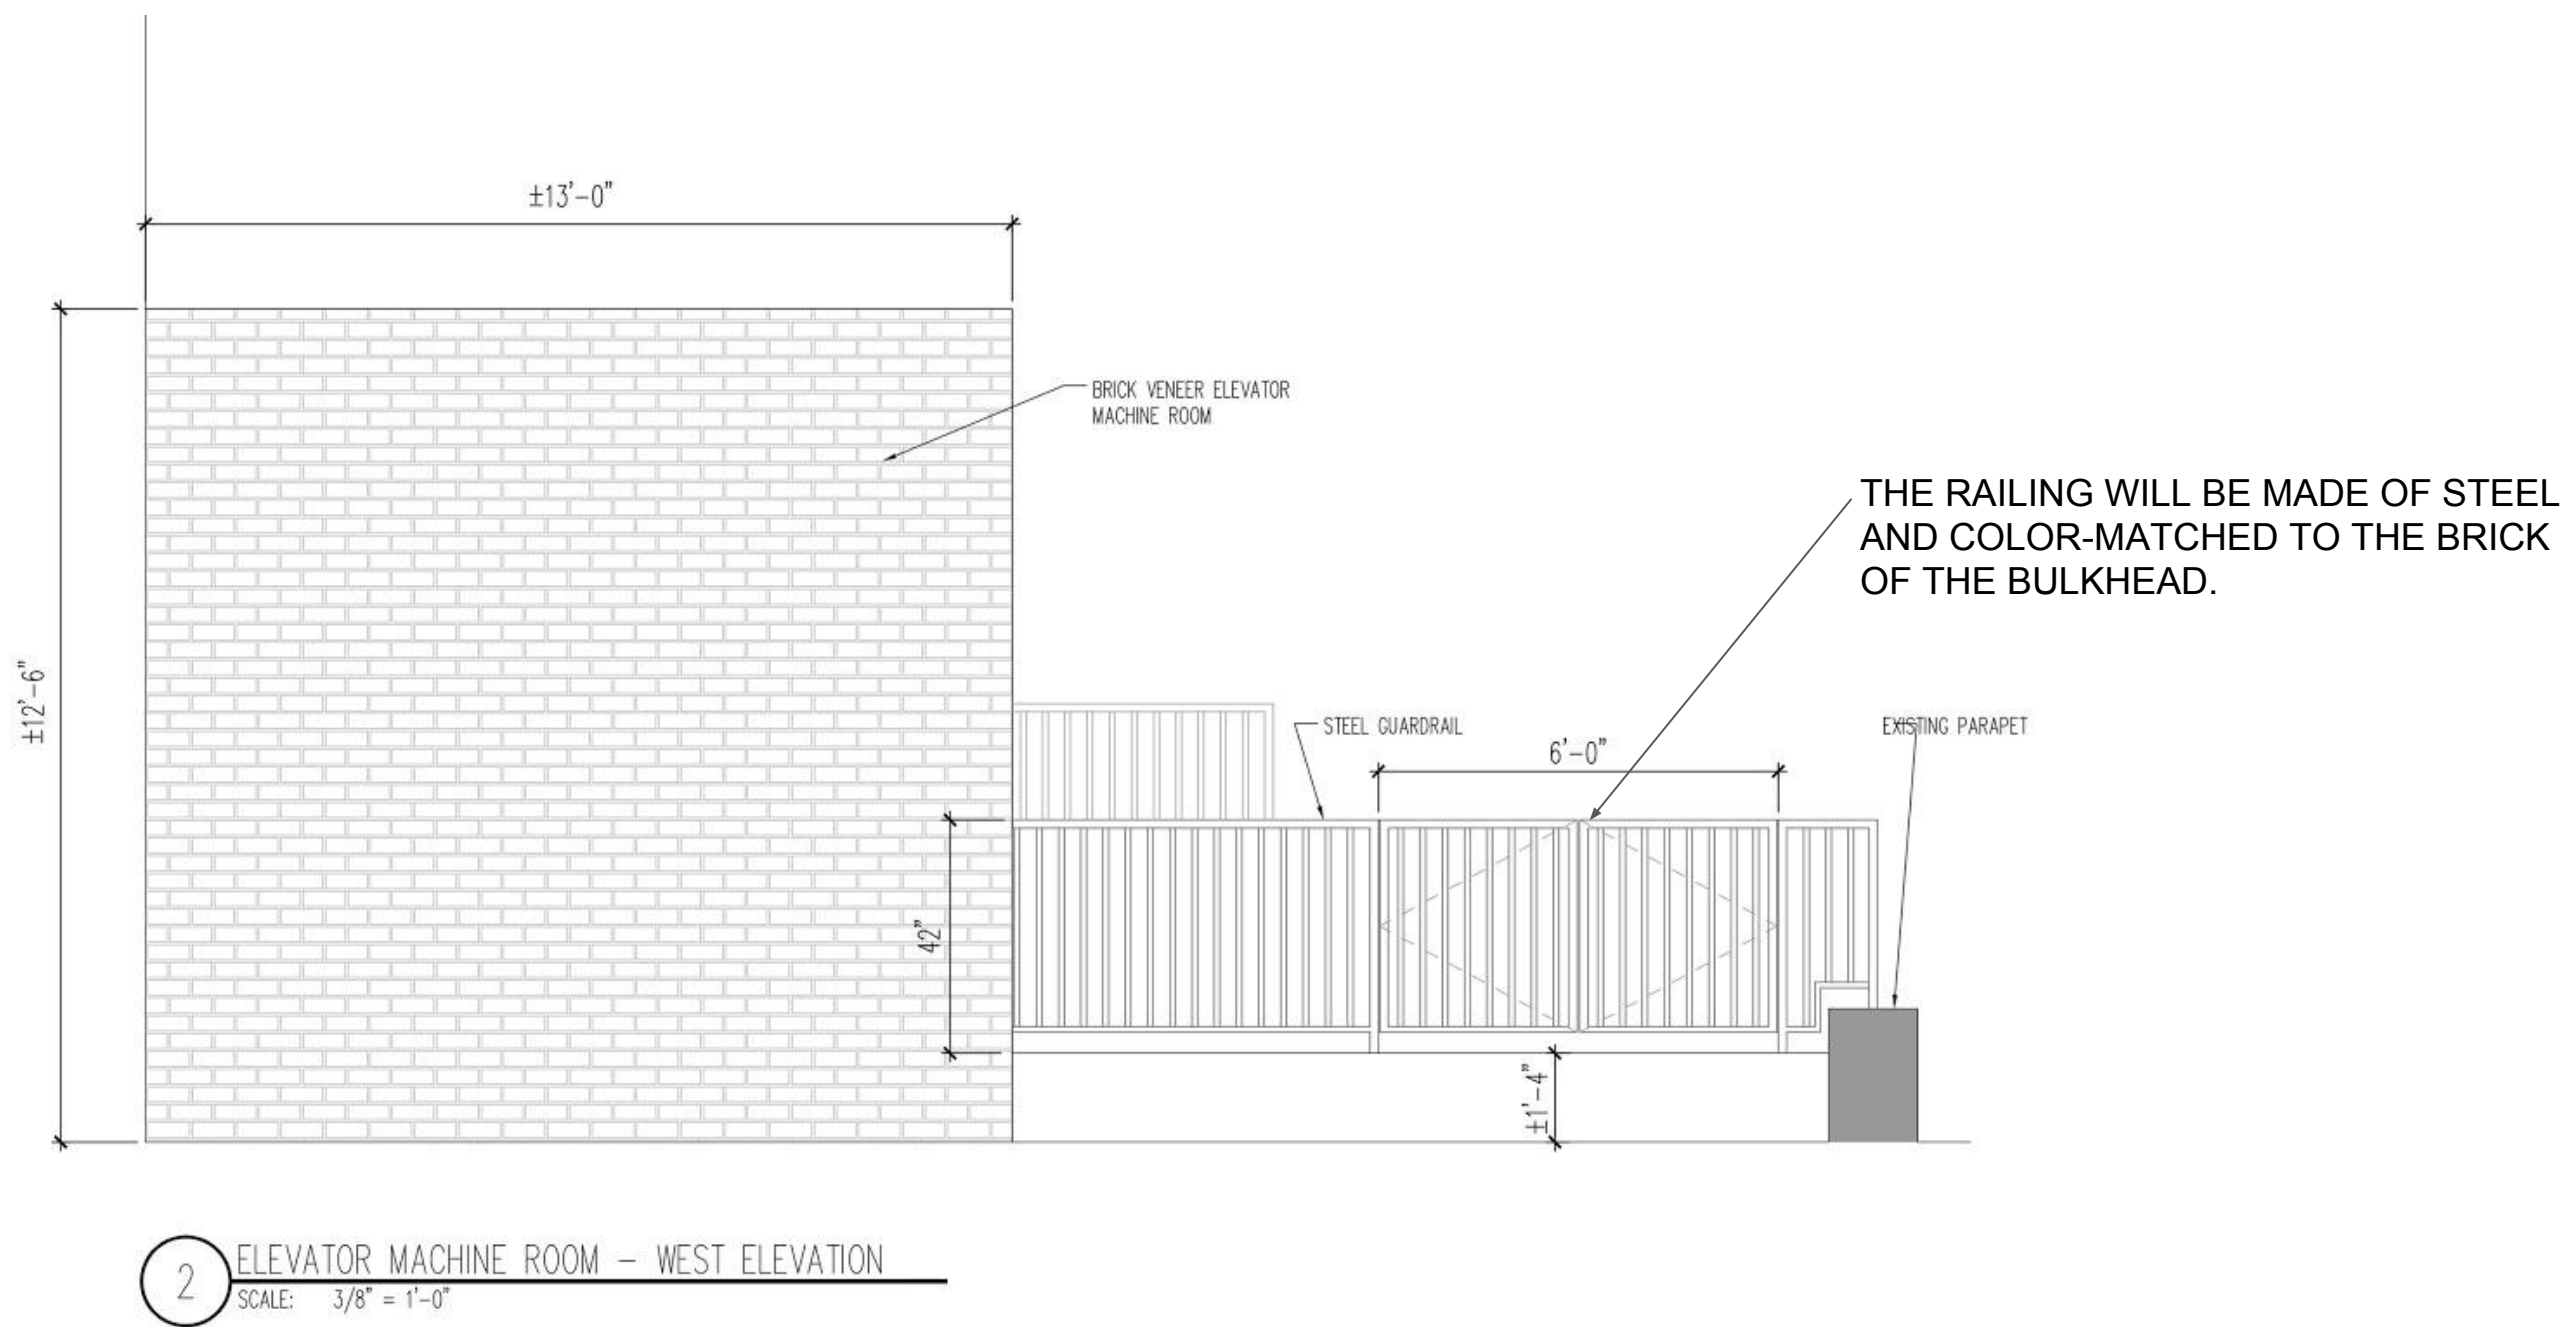 ±13'-0"
BRICK VENEER ELEVATOR
MACHINE ROOM
THE RAILING WILL BE MADE OF STEEL
AND COLOR-MATCHED TO THE BRICK
OF THE BULKHEAD.
±12'-6"
STEEL GUARDRAIL
EXISTING PARAPET
6'-0"
42"
±1'-4"
2
ELEVATOR MACHINE ROOM - WEST ELEVATION
SCALE: 3/8" = 1'-0"